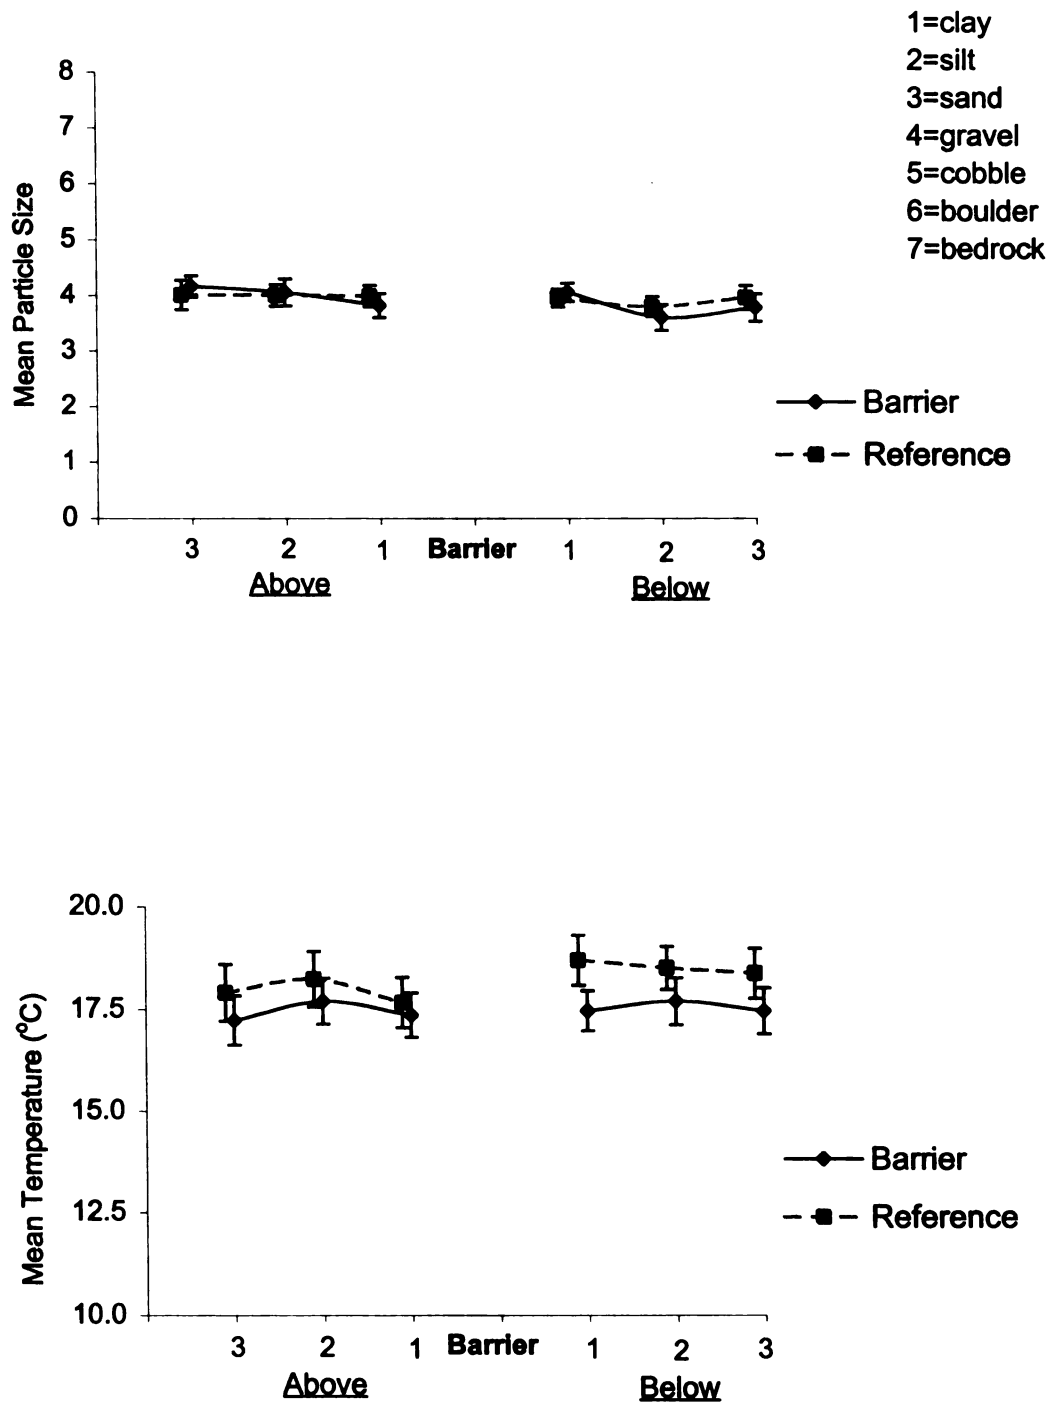 1=clay
2=silt
3=sand
4=gravel
5=cobble
6=boulder
7=bedrock
8
7
6
5
4
3
2
1
0
Mean Particle Size
Barrier
Reference
3 2 1 Barrier 1 2 3
Above Below
20.0
17.5
15.0
12.5
10.0
Mean Temperature (°C)
Barrier
Reference
3 2 1 Barrier 1 2 3
Above Below